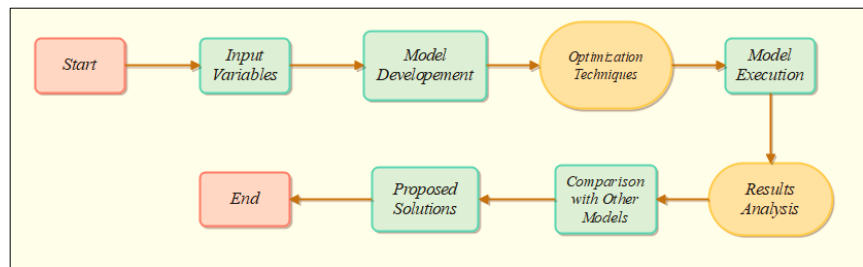 Start
Input
Variables
Model
Developement
Optimization
Techniques
Model
Execution
Results
Analysis
Comparison
with Other
Models
Proposed
Solutions
End